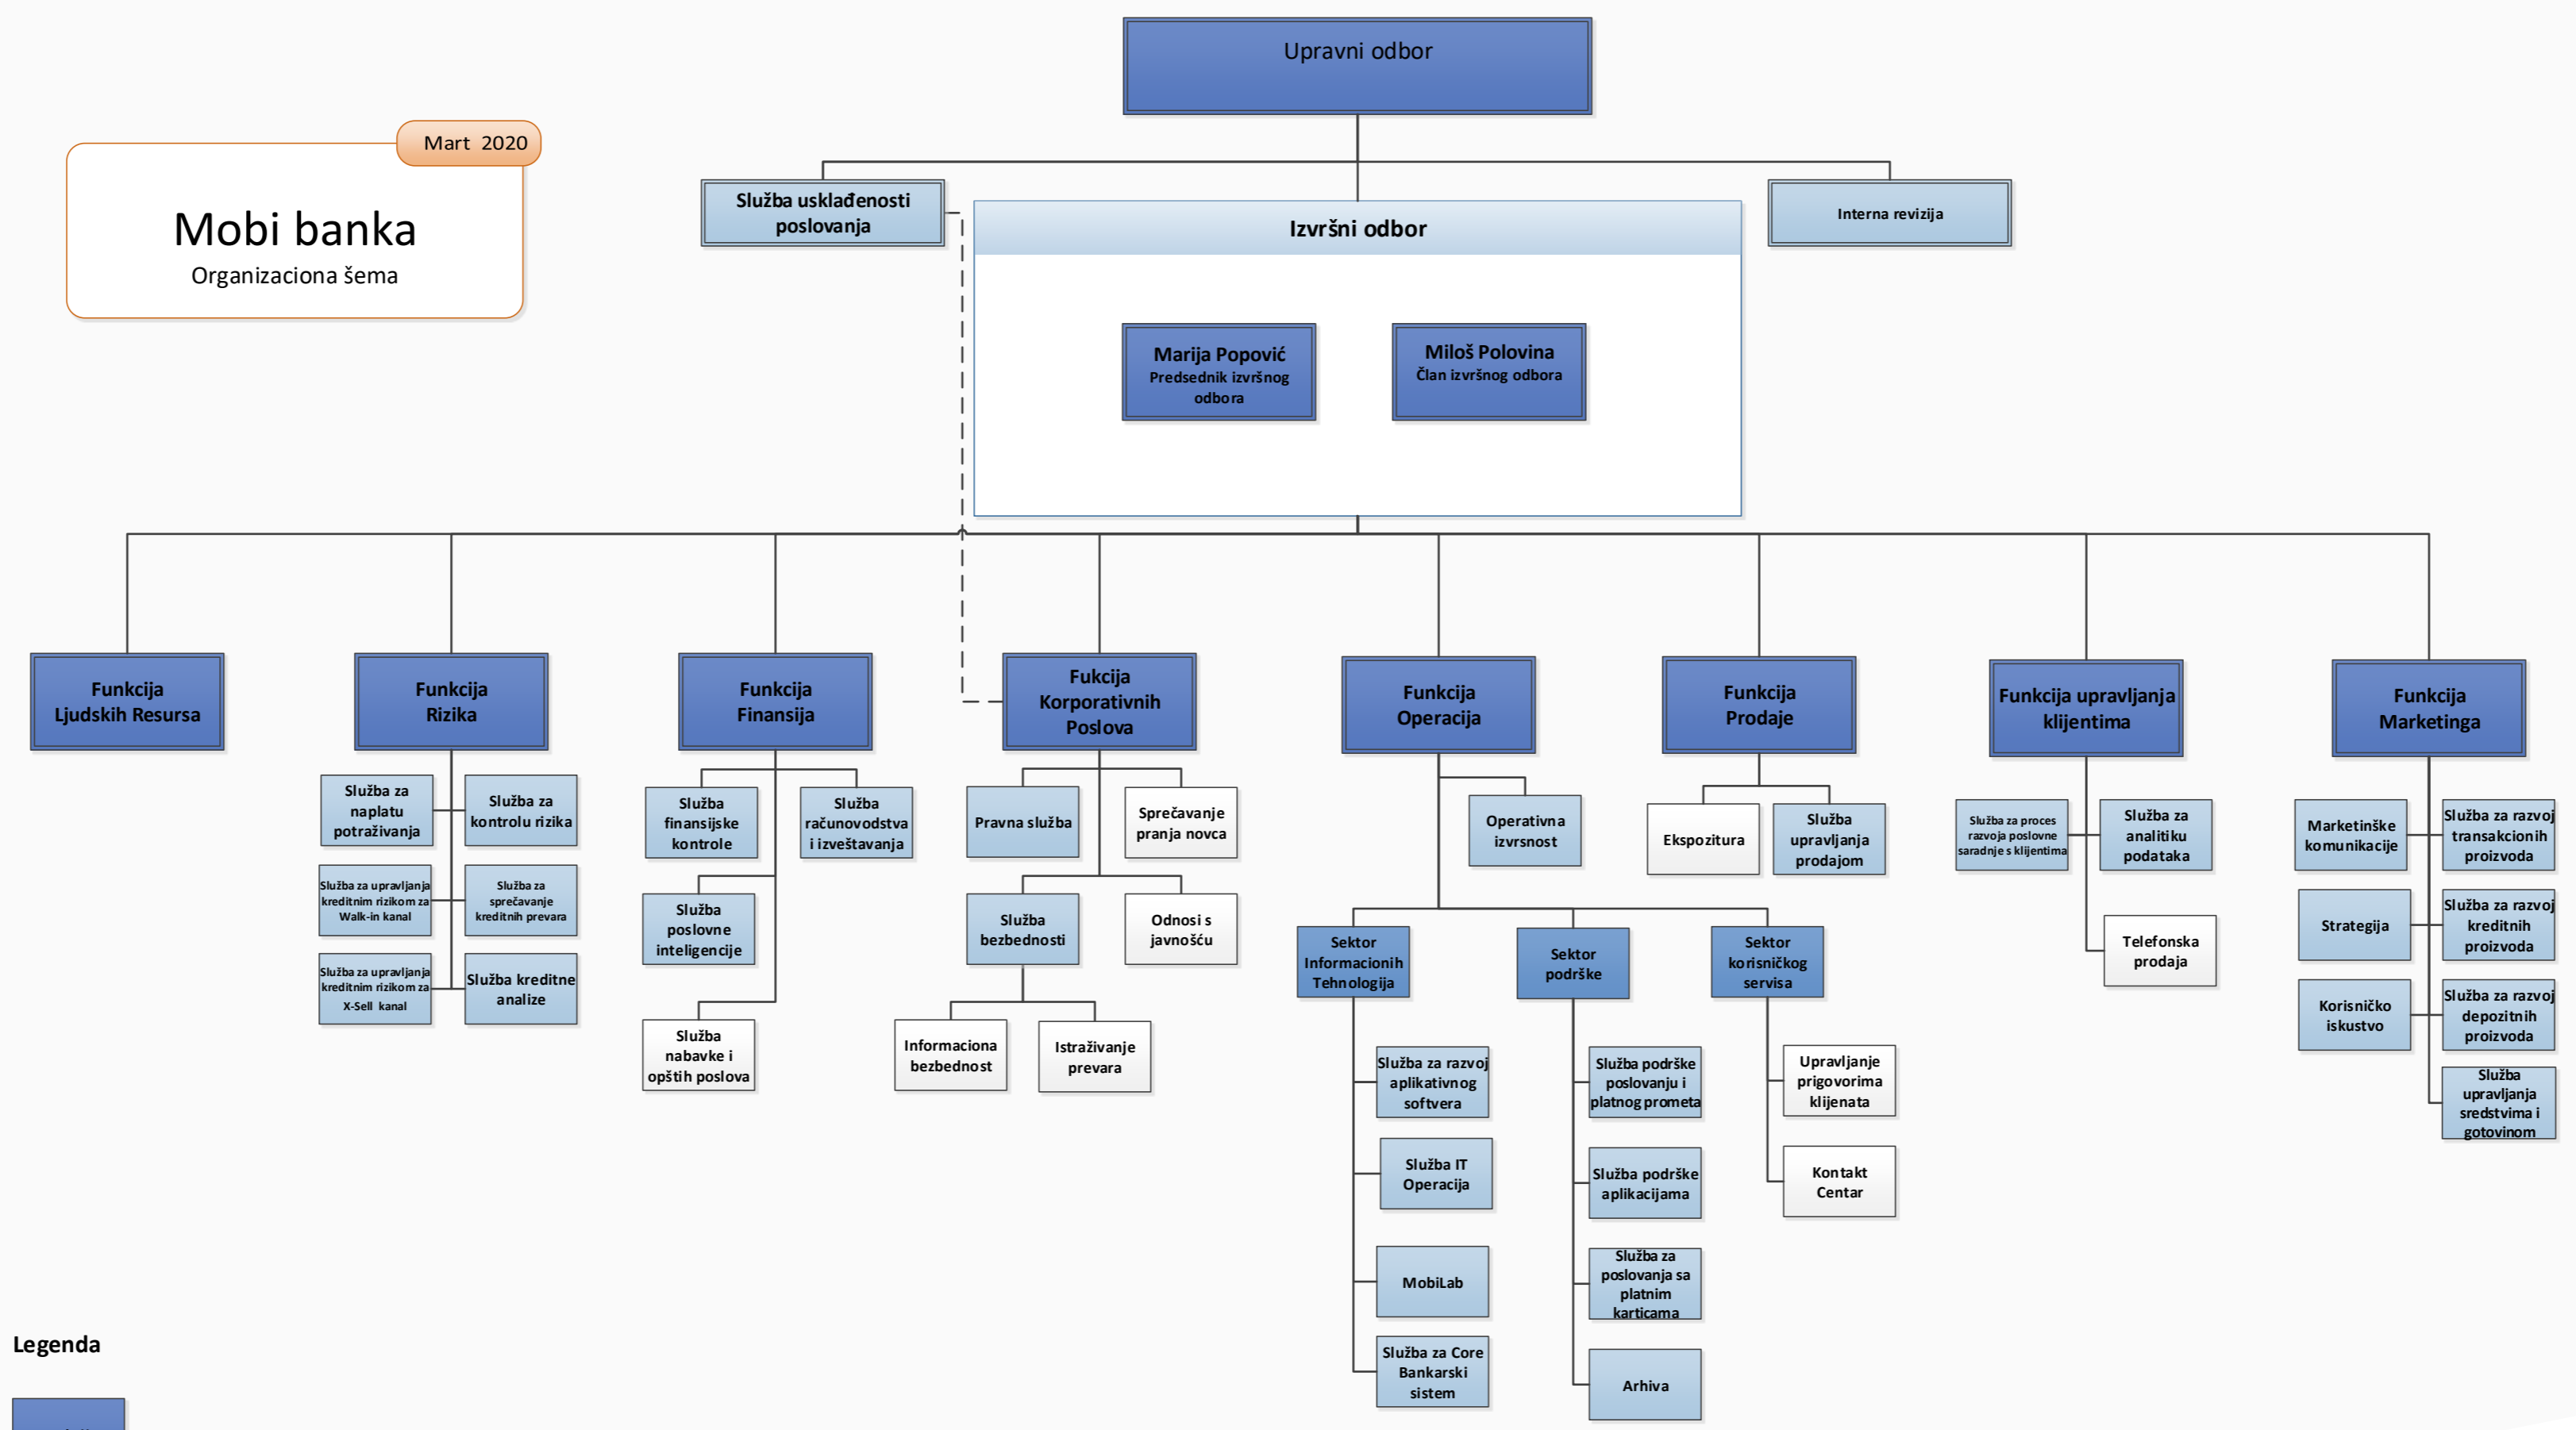 Upravni odbor
Mart 2020
Mobi banka
Organizaciona šema
Služba usklađenosti
poslovanja
Izvršni odbor
Interna revizija
Marija Popović
Predsednik izvršnog
odbora
Miloš Polovina
Član izvršnog odbora
Funkcija
Ljudskih Resursa
Funkcija
Rizika
Funkcija
Finansija
Fukcija
Korporativnih
Poslova
Funkcija
Operacija
Funkcija
Prodaje
Funkcija upravljanja
klijentima
Funkcija
Marketinga
Služba za
naplatu
potraživanja
Služba za
kontrolu rizika
Služba za upravljanja
kreditnim rizikom za
Walk-in kanal
Služba za
sprečavanje
kreditnih prevara
Služba za upravljanja
kreditnim rizikom za
X-Sell kanal
Služba kreditne
analize
Služba
finansijske
kontrole
Služba
računovodstva
i izveštavanja
Služba
poslovne
inteligencije
Služba
nabavke i
opštih poslova
Pravna služba
Sprečavanje
pranja novca
Služba
bezbednosti
Odnosi s
javnošću
Informaciona
bezbednost
Istraživanje
prevara
Operativna
izvrsnost
Sektor
Informacionih
Tehnologija
Sektor
podrške
Sektor
korisničkog
servisa
Služba za razvoj
aplikativnog
softvera
Služba IT
Operacija
MobiLab
Služba za Core
Bankarski
sistem
Služba podrške
poslovanju i
platnog prometa
Služba podrške
aplikacijama
Služba za
poslovanja sa
platnim
karticama
Arhiva
Upravljanje
prigovorima
klijenata
Kontakt
Centar
Ekspozitura
Služba
upravljanja
prodajom
Služba za proces
razvoja poslovne
saradnje s klijentima
Služba za
analitiku
podataka
Telefonska
prodaja
Marketinške
komunikacije
Služba za razvoj
transakcionih
proizvoda
Strategija
Služba za razvoj
kreditnih
proizvoda
Korisničko
iskustvo
Služba za razvoj
depozitnih
proizvoda
Služba
upravljanja
sredstvima i
gotovinom
Legenda